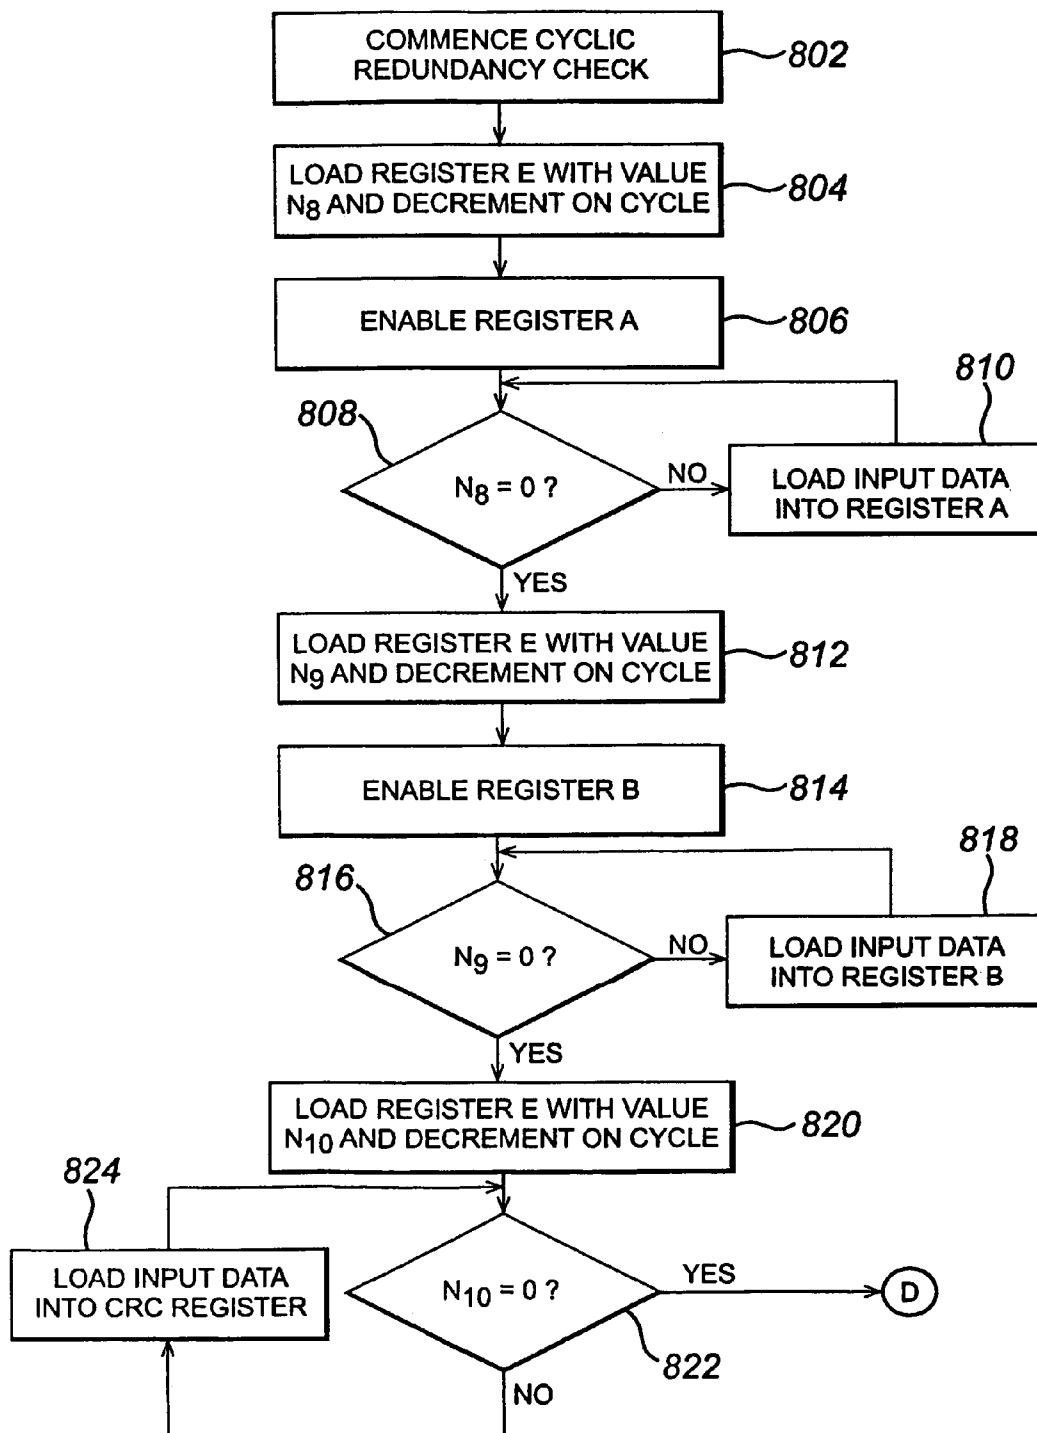 COMMENCE CYCLIC
REDUNDANCY CHECK
802
LOAD REGISTER E WITH VALUE
N8 AND DECREMENT ON CYCLE
804
ENABLE REGISTER A
806
810
808
N8 = 0 ?
NO
LOAD INPUT DATA
INTO REGISTER A
YES
LOAD REGISTER E WITH VALUE
N9 AND DECREMENT ON CYCLE
812
ENABLE REGISTER B
814
818
816
N9 = 0 ?
NO
LOAD INPUT DATA
INTO REGISTER B
YES
LOAD REGISTER E WITH VALUE
N10 AND DECREMENT ON CYCLE
820
824
LOAD INPUT DATA
INTO CRC REGISTER
N10 = 0 ?
YES
D
822
NO